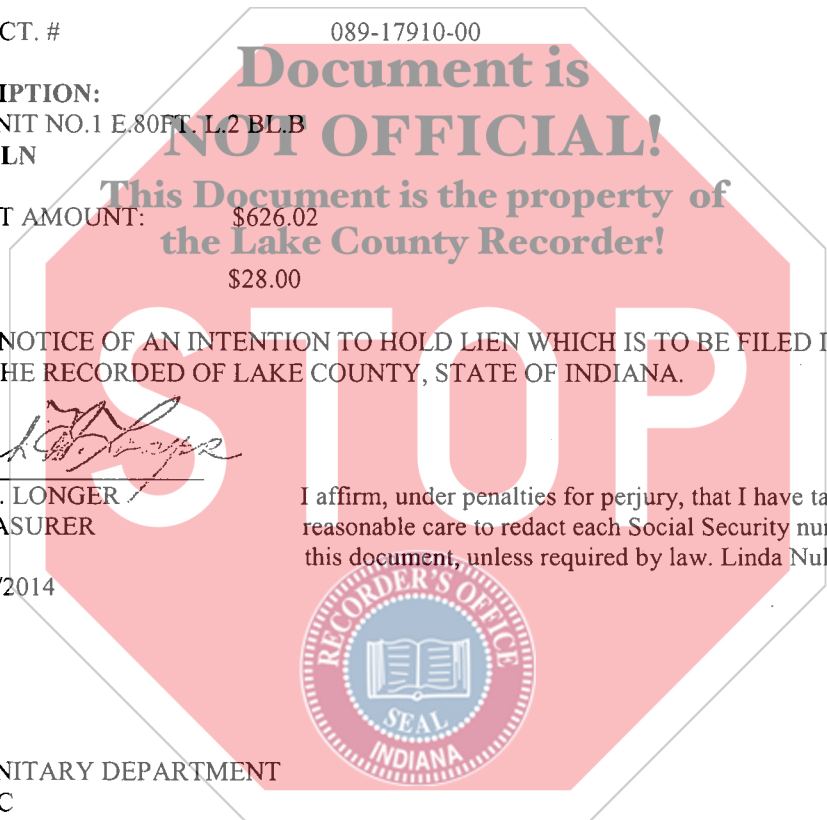 CT. # 089-17910-00
Document is
IPTION:
NIT NO.1 E.80FT. L.2 BL.B
NOT OFFICIAL!
LN
This Document is the property of
T AMOUNT: $626.02
the Lake County Recorder!
$28.00
NOTICE OF AN INTENTION TO HOLD LIEN WHICH IS TO BE FILED I
HE RECORDED OF LAKE COUNTY, STATE OF INDIANA.
STOP
. LONGER
I affirm, under penalties for perjury, that I have ta
ASURER
reasonable care to redact each Social Security nu
this document, unless required by law. Linda Nul
/2014
RECORDER'S OFFICE
SEAL
INDIANA
NITARY DEPARTMENT
C